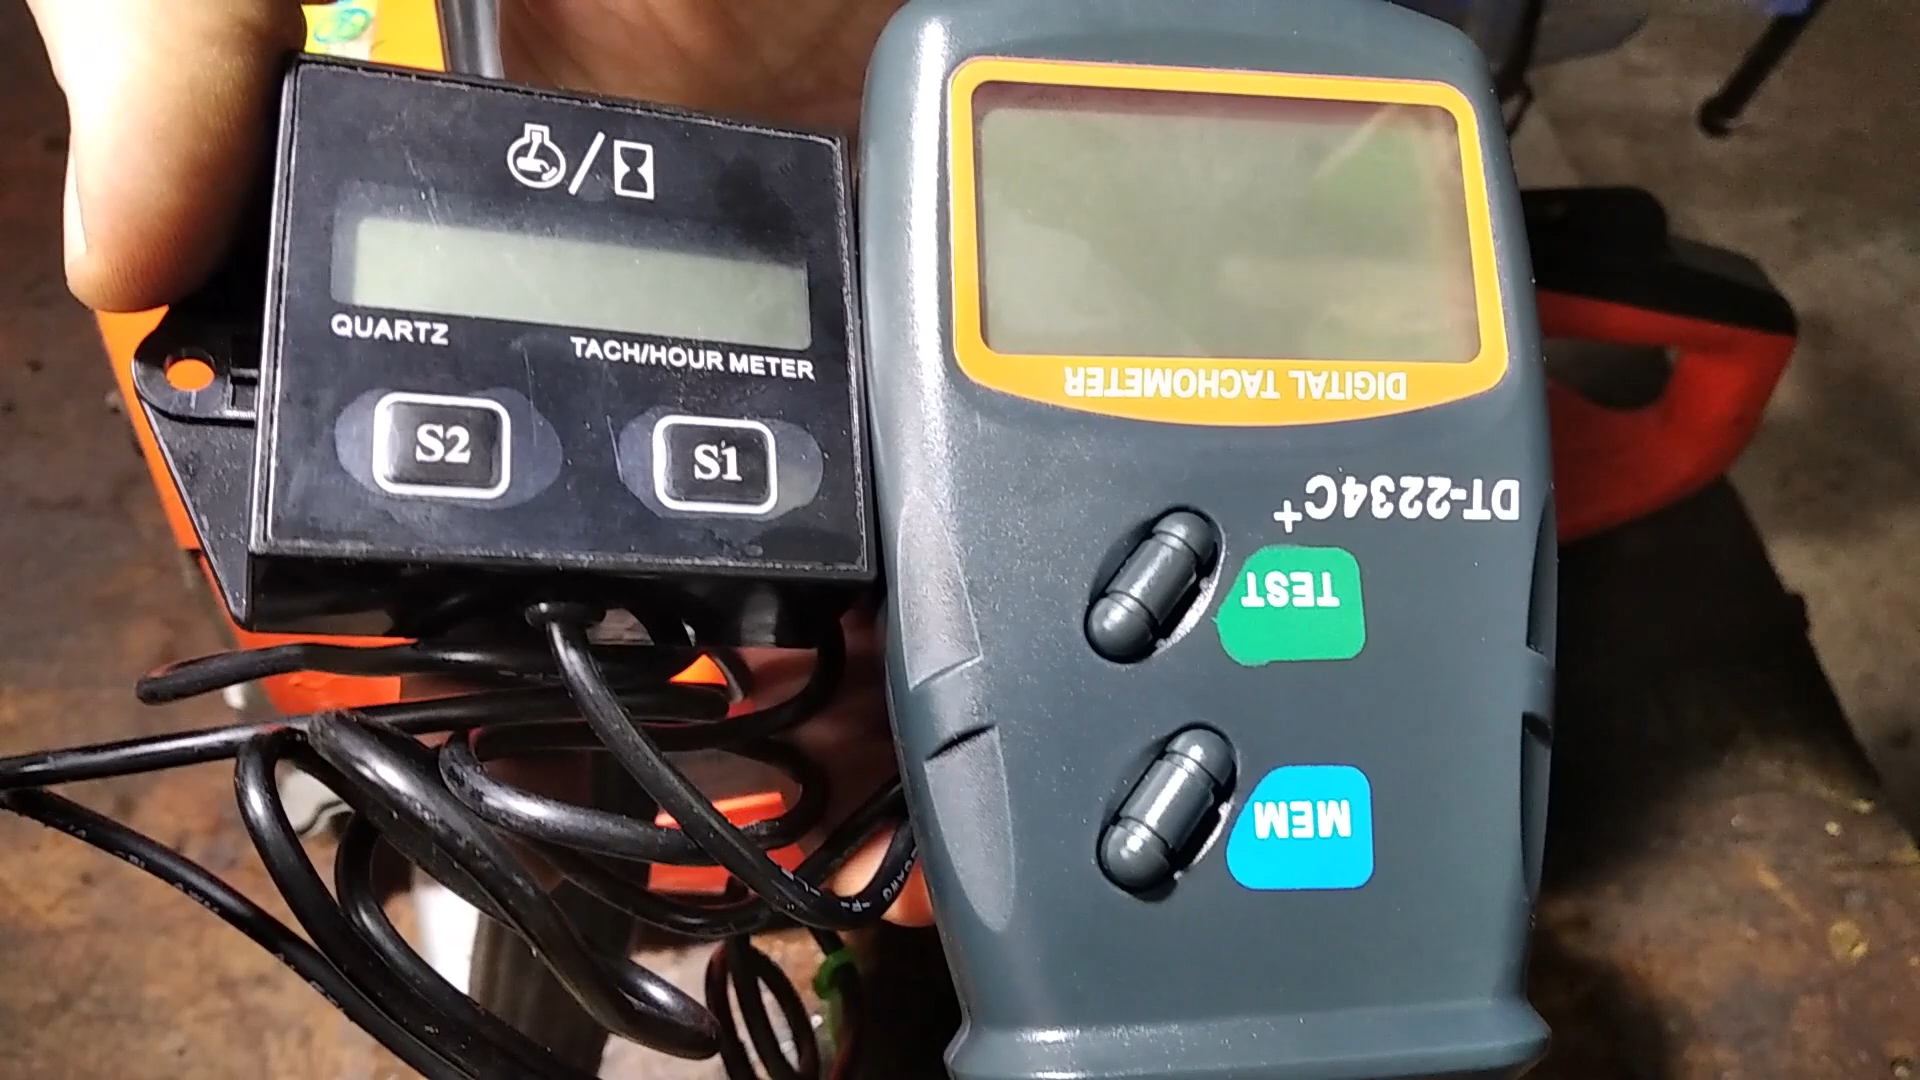 QUARTZ
TACH/HOUR METER
S2
S1
DIGITAL TACHOMETER
DT-2234C+
TEST
MEM